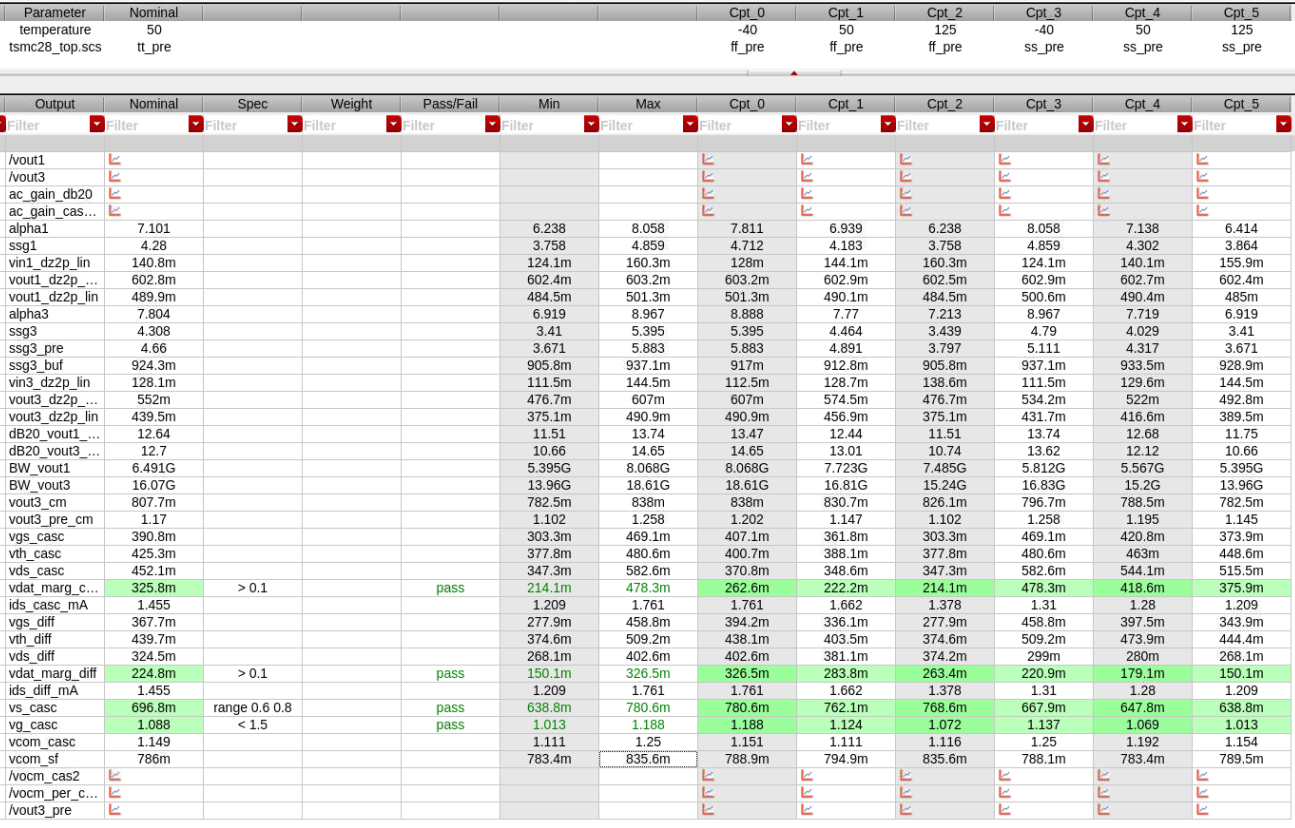 Parameter Nominal Cpt_0 Cpt_1 Cpt_2 Cpt_3 Cpt_4 Cpt_5
temperature 50 -40 50 125 -40 50 125
tsmc28_top.scs tt_pre ff_pre ff_pre ff_pre ss_pre ss_pre ss_pre
Output Nominal Spec Weight Pass/Fail Min Max Cpt_0 Cpt_1 Cpt_2 Cpt_3 Cpt_4 Cpt_5
Filter Filter Filter Filter Filter Filter Filter Filter Filter Filter Filter Filter Filter
/vout1
/vout3
ac_gain_db20
ac_gain_cas...
alpha1 7.101 6.238 8.058 7.811 6.939 6.238 8.058 7.138 6.414
ssg1 4.28 3.758 4.859 4.712 4.183 3.758 4.859 4.302 3.864
vin1_dz2p_lin 140.8m 124.1m 160.3m 128m 144.1m 160.3m 124.1m 140.1m 155.9m
vout1_dz2p_... 602.8m 602.4m 603.2m 603.2m 602.9m 602.5m 602.9m 602.7m 602.4m
vout1_dz2p_lin 489.9m 484.5m 501.3m 501.3m 490.1m 484.5m 500.6m 490.4m 485m
alpha3 7.804 6.919 8.967 8.888 7.77 7.213 8.967 7.719 6.919
ssg3 4.308 3.41 5.395 5.395 4.464 3.439 4.79 4.029 3.41
ssg3_pre 4.66 3.671 5.883 5.883 4.891 3.797 5.111 4.317 3.671
ssg3_buf 924.3m 905.8m 937.1m 917m 912.8m 905.8m 937.1m 933.5m 928.9m
vin3_dz2p_lin 128.1m 111.5m 144.5m 112.5m 128.7m 138.6m 111.5m 129.6m 144.5m
vout3_dz2p_... 552m 476.7m 607m 607m 574.5m 476.7m 534.2m 522m 492.8m
vout3_dz2p_lin 439.5m 375.1m 490.9m 490.9m 456.9m 375.1m 431.7m 416.6m 389.5m
dB20_vout1_... 12.64 11.51 13.74 13.47 12.44 11.51 13.74 12.68 11.75
dB20_vout3_... 12.7 10.66 14.65 14.65 13.01 10.74 13.62 12.12 10.66
BW_vout1 6.491G 5.395G 8.068G 8.068G 7.723G 7.485G 5.812G 5.567G 5.395G
BW_vout3 16.07G 13.96G 18.61G 18.61G 16.81G 15.24G 16.83G 15.2G 13.96G
vout3_cm 807.7m 782.5m 838m 838m 830.7m 826.1m 796.7m 788.5m 782.5m
vout3_pre_cm 1.17 1.102 1.258 1.202 1.147 1.102 1.258 1.195 1.145
vgs_casc 390.8m 303.3m 469.1m 407.1m 361.8m 303.3m 469.1m 420.8m 373.9m
vth_casc 425.3m 377.8m 480.6m 400.7m 388.1m 377.8m 480.6m 463m 448.6m
vds_casc 452.1m 347.3m 582.6m 370.8m 348.6m 347.3m 582.6m 544.1m 515.5m
vdat_marg_c... 325.8m > 0.1 pass 214.1m 478.3m 262.6m 222.2m 214.1m 478.3m 418.6m 375.9m
ids_casc_mA 1.455 1.209 1.761 1.761 1.662 1.378 1.31 1.28 1.209
vgs_diff 367.7m 277.9m 458.8m 394.2m 336.1m 277.9m 458.8m 397.5m 343.9m
vth_diff 439.7m 374.6m 509.2m 438.1m 403.5m 374.6m 509.2m 473.9m 444.4m
vds_diff 324.5m 268.1m 402.6m 402.6m 381.1m 374.2m 299m 280m 268.1m
vdat_marg_diff 224.8m > 0.1 pass 150.1m 326.5m 326.5m 283.8m 263.4m 220.9m 179.1m 150.1m
ids_diff_mA 1.455 1.209 1.761 1.761 1.662 1.378 1.31 1.28 1.209
vs_casc 696.8m range 0.6 0.8 pass 638.8m 780.6m 780.6m 762.1m 768.6m 667.9m 647.8m 638.8m
vg_casc 1.088 < 1.5 pass 1.013 1.188 1.188 1.124 1.072 1.137 1.069 1.013
vcom_casc 1.149 1.111 1.25 1.151 1.111 1.116 1.25 1.192 1.154
vcom_sf 786m 783.4m 835.6m 788.9m 794.9m 835.6m 788.1m 783.4m 789.5m
/vocm_cas2
/vocm_per_c...
/vout3_pre